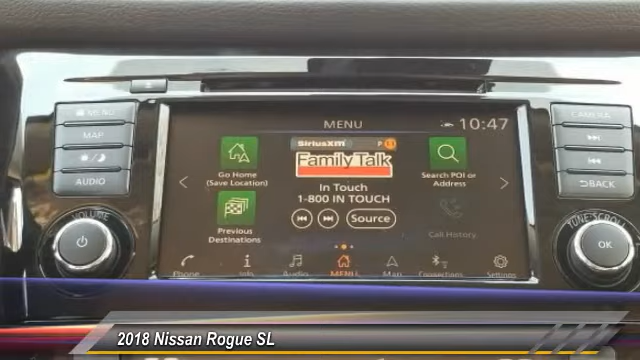 MENU
10:47
CAMERA
MENU
MAP
AUDIO
BACK
VOLUME
TUNE·SCROLL
OK
SiriusXM
P
Family Talk
In Touch
1-800 IN TOUCH
Source
Go Home
(Save Location)
Previous
Destinations
Search POI or
Address
Call History
Phone
Info
Audio
MENU
Map
Connections
Settings
2018 Nissan Rogue SL